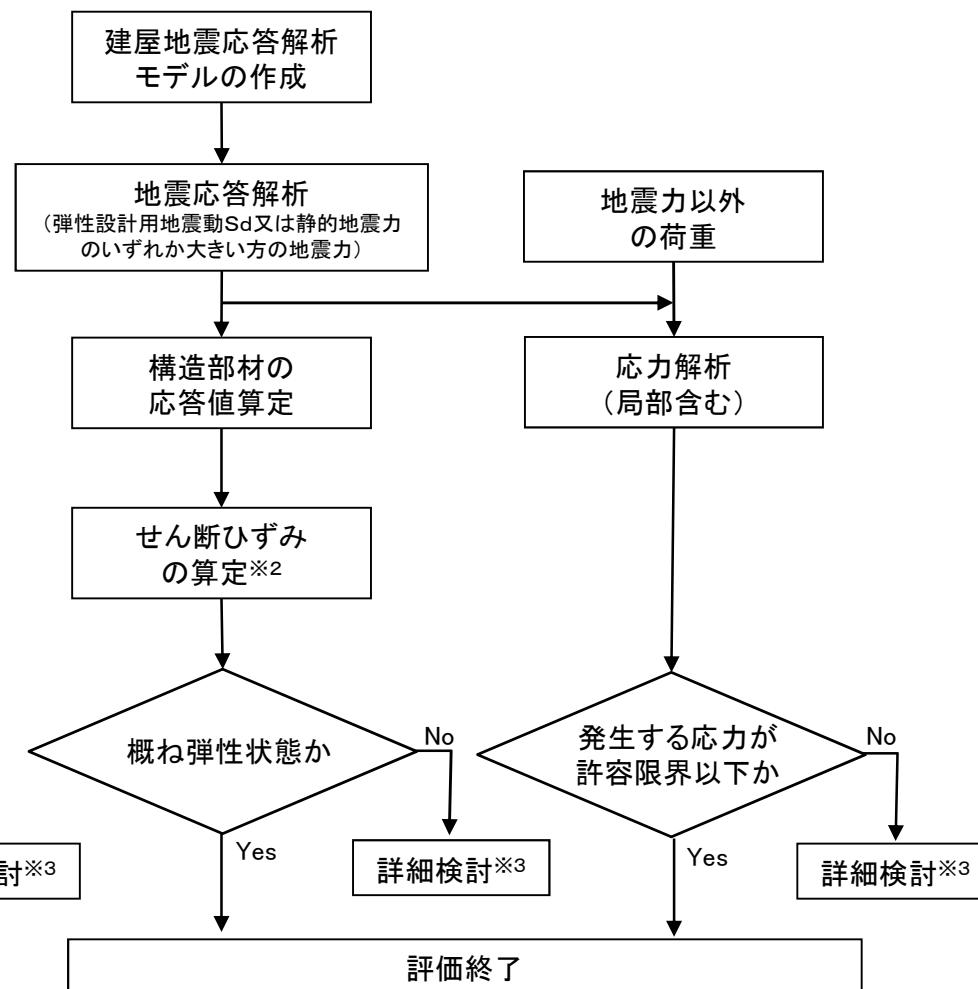 建屋地震応答解析
モデルの作成
地震応答解析
（弾性設計用地震動Sd又は静的地震力
のいずれか大きい方の地震力）
地震力以外
の荷重
構造部材の
応答値算定
応力解析
（局部含む）
せん断ひずみ
の算定※2
概ね弾性状態か
No
発生する応力が
許容限界以下か
No
Yes
Yes
討※3
詳細検討※3
詳細検討※3
評価終了